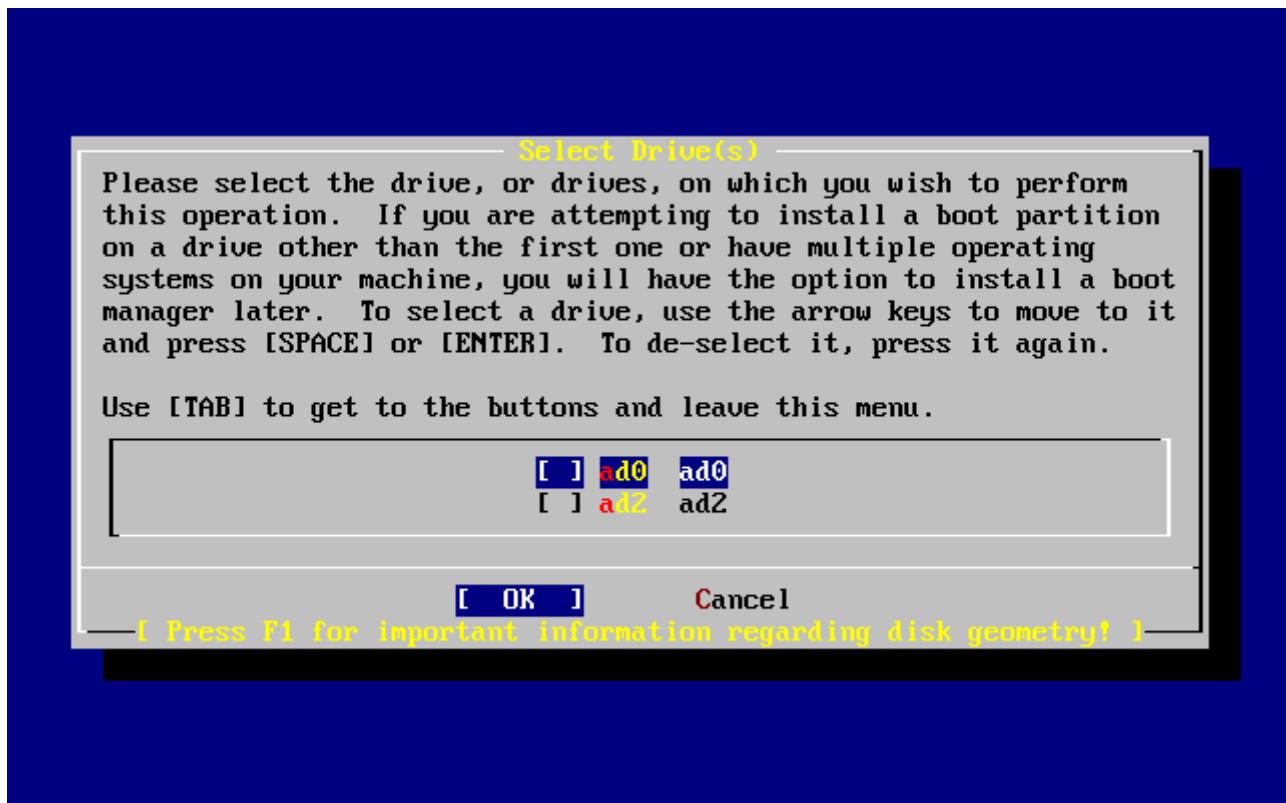 Select Drive(s)
Please select the drive, or drives, on which you wish to perform
this operation.  If you are attempting to install a boot partition
on a drive other than the first one or have multiple operating
systems on your machine, you will have the option to install a boot
manager later.  To select a drive, use the arrow keys to move to it
and press [SPACE] or [ENTER].  To de-select it, press it again.
Use [TAB] to get to the buttons and leave this menu.
[ ] ad0  ad0
[ ] ad2  ad2
[  OK  ]       Cancel
[ Press F1 for important information regarding disk geometry! ]